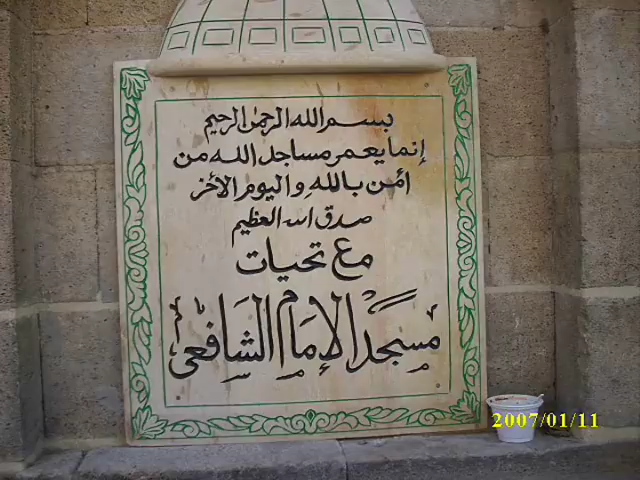 بسم الله الرحمن الرحيم
إنما يعمر مساجد الله من
آمن بالله واليوم الآخر
صدق الله العظيم
مع تحيات
مسجد الإمام الشافعي
2007/01/11